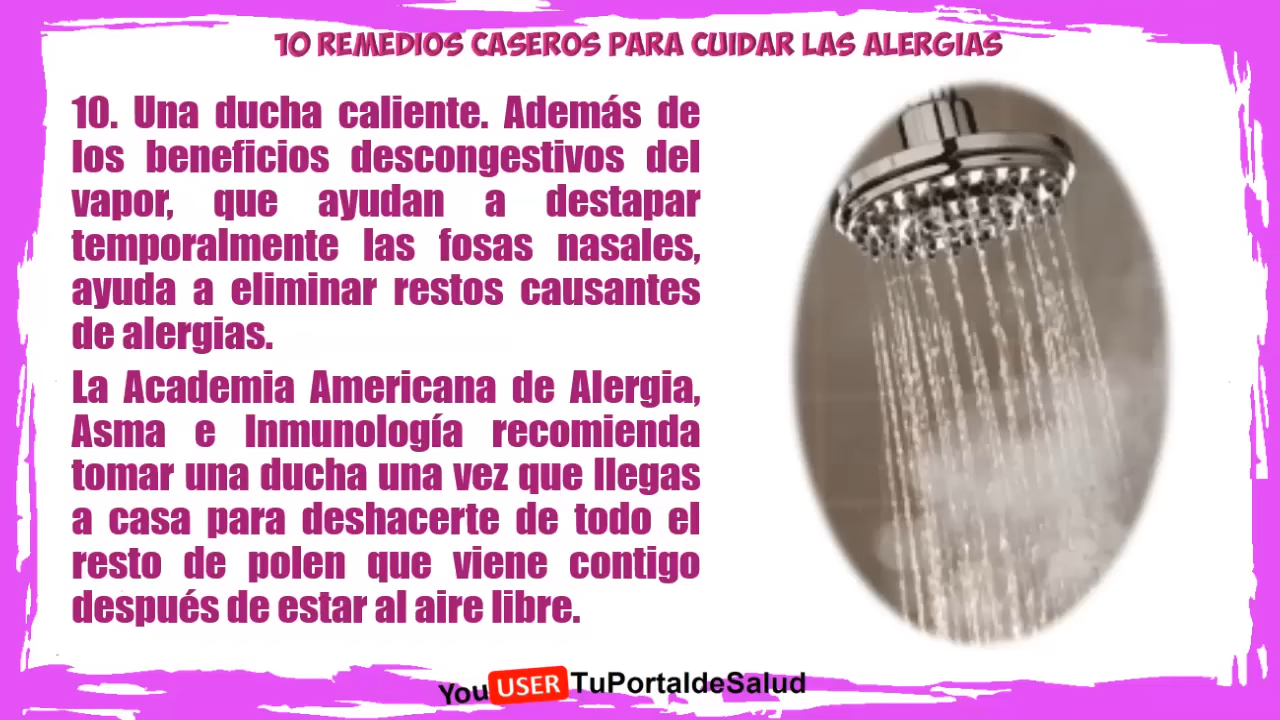 10 REMEDIOS CASEROS PARA CUIDAR LAS ALERGIAS
10. Una ducha caliente. Además de
los beneficios descongestivos del
vapor, que ayudan a destapar
temporalmente las fosas nasales,
ayuda a eliminar restos causantes
de alergias.
La Academia Americana de Alergia,
Asma e Inmunología recomienda
tomar una ducha una vez que llegas
a casa para deshacerte de todo el
resto de polen que viene contigo
después de estar al aire libre.
You USER TuPortaldeSalud